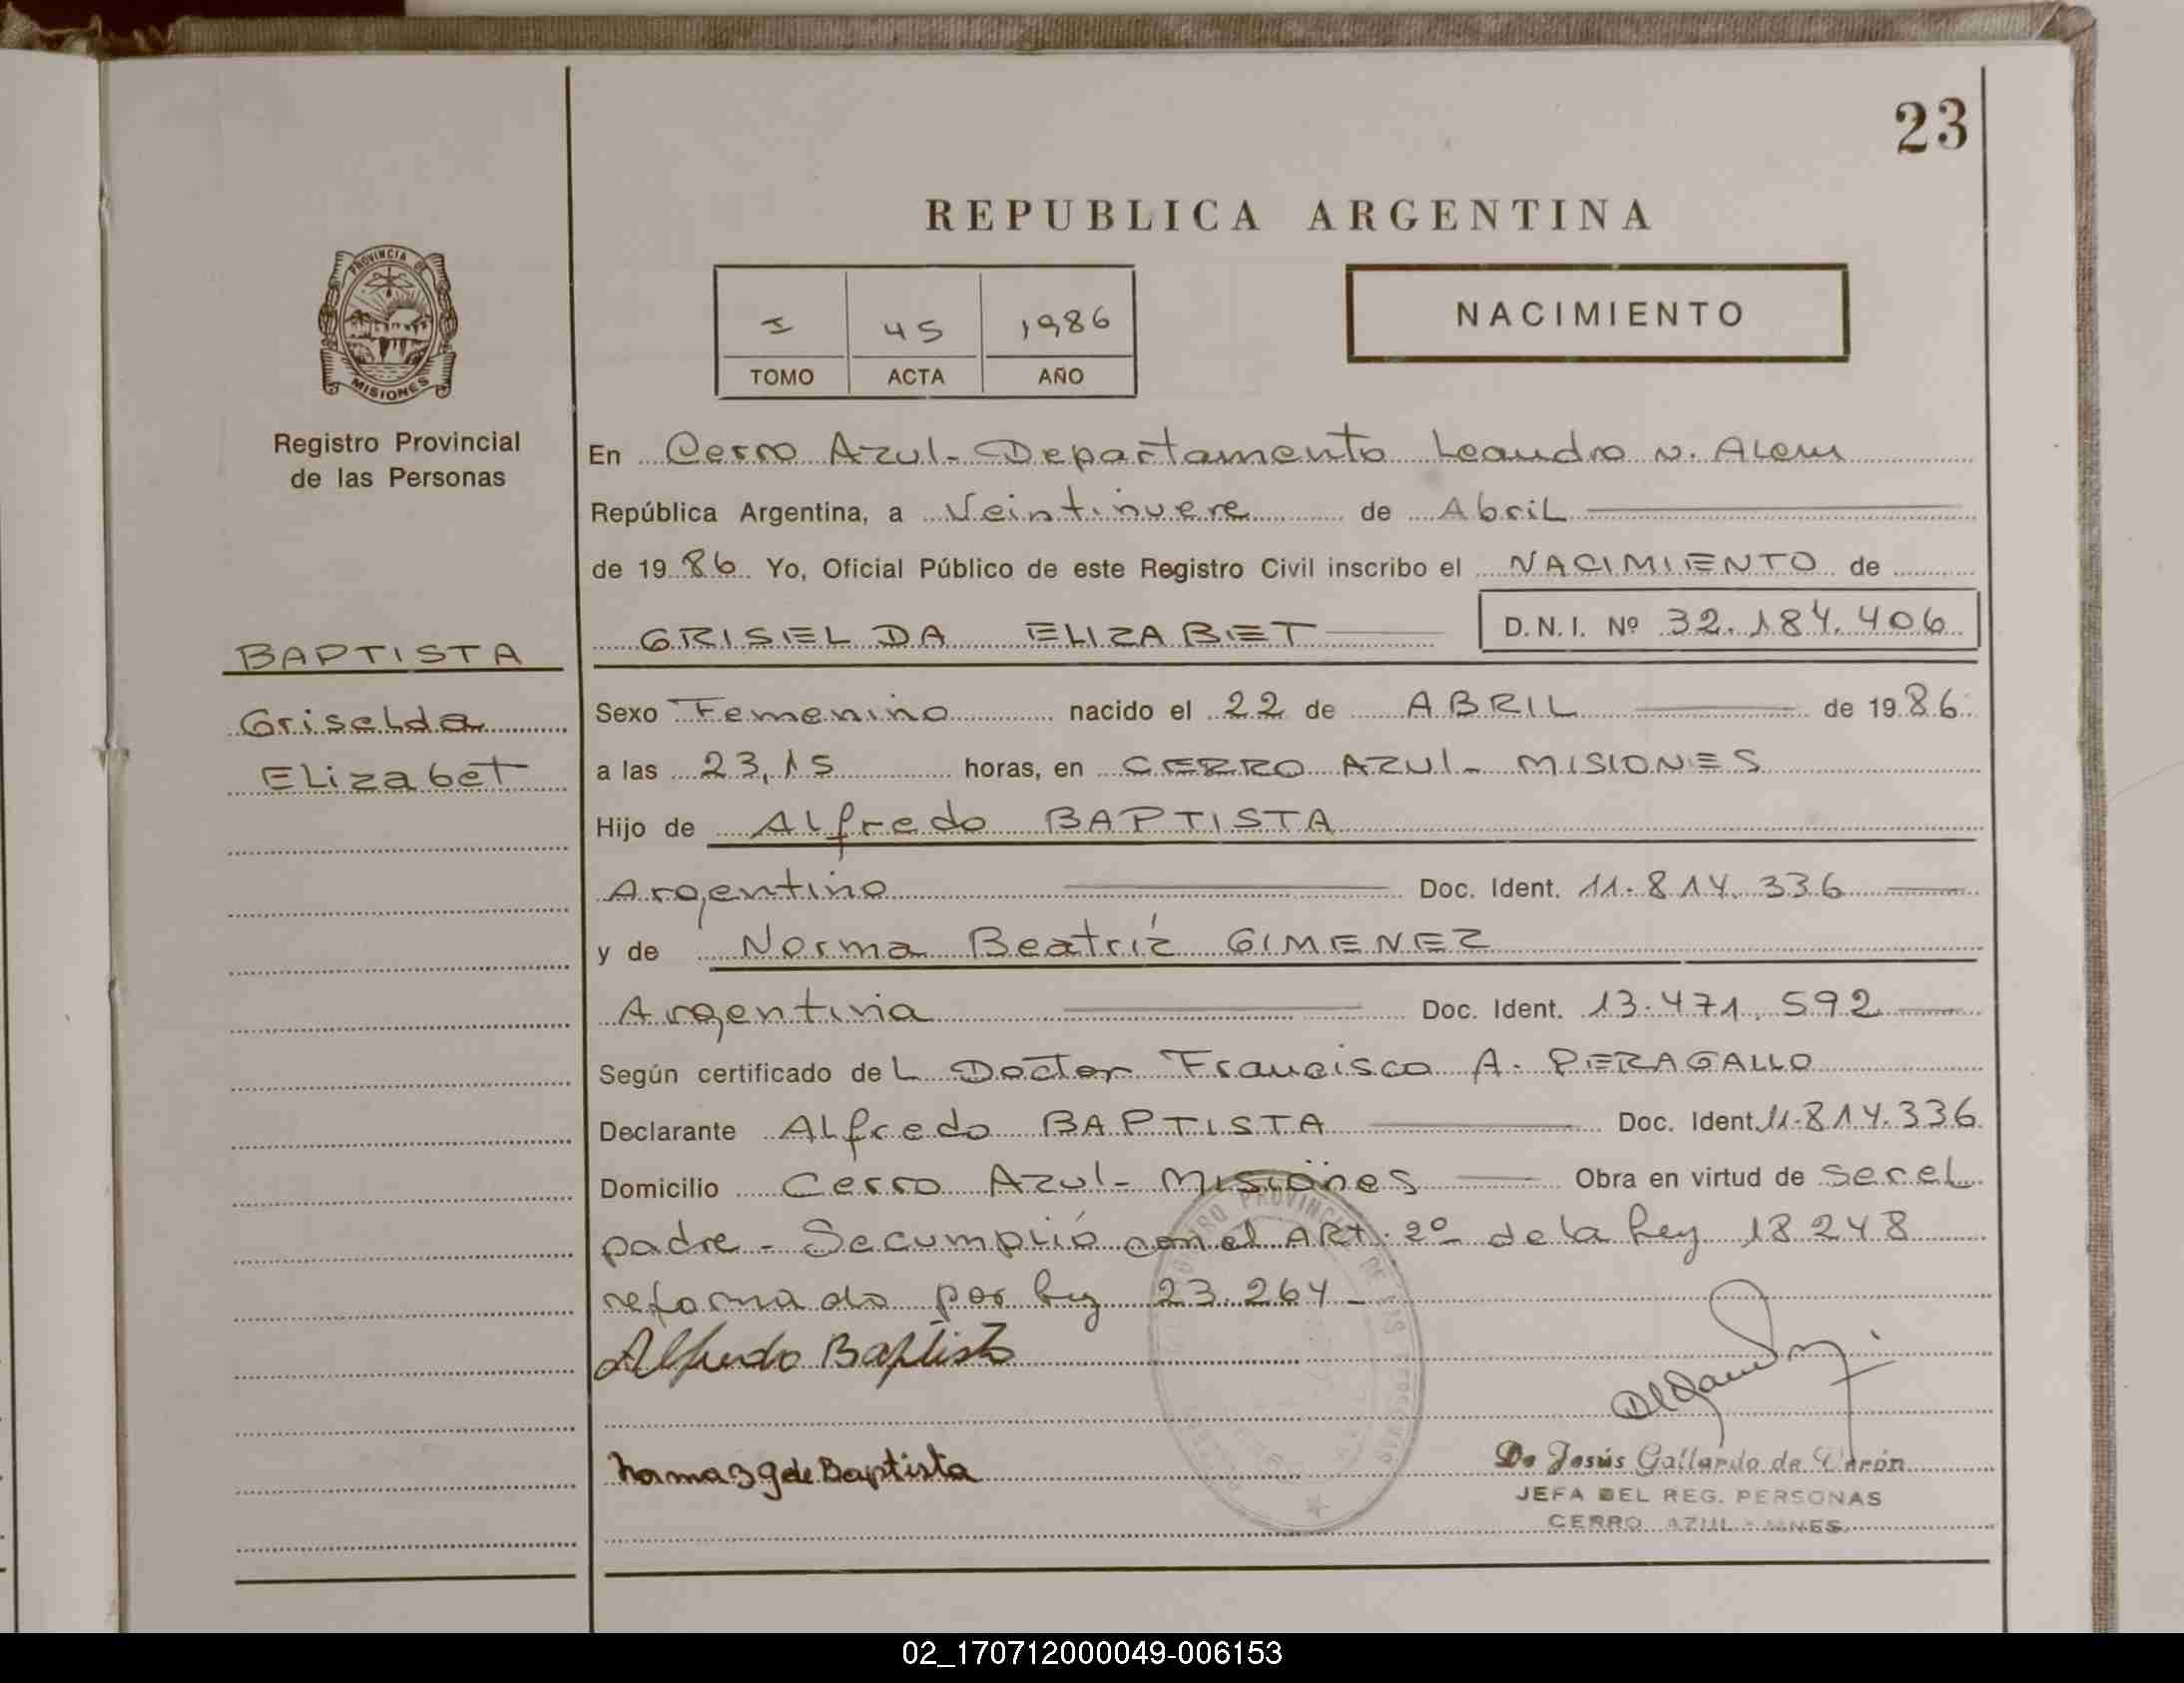 23
REPUBLICA ARGENTINA
PROVINCIA DE
MISIONES
I 45 1986
TOMO ACTA AÑO
NACIMIENTO
Registro Provincial
de las Personas
En Cerro Azul - Departamento Leandro N. Alem
República Argentina, a Veintinueve de Abril
de 1986 Yo, Oficial Público de este Registro Civil inscribo el NACIMIENTO de
GRISELDA ELIZABET D.N.I. Nº 32.184.406
BAPTISTA
Griselda
Elizabet
Sexo Femenino nacido el 22 de ABRIL de 1986.
a las 23,15 horas, en CERRO AZUL - MISIONES
Hijo de Alfredo BAPTISTA
Argentino Doc. Ident. 11.814.336
y de Norma Beatríz GIMENEZ
Argentina Doc. Ident. 13.471.592
Según certificado del Doctor Francisco A. PERAGALLO
Declarante Alfredo BAPTISTA Doc. Ident. 11.814.336
Domicilio Cerro Azul - Misiones Obra en virtud de ser el
padre - Se cumplió con el ART. 2º de la Ley 18248
reformado por ley 23.264 -
Alfredo Baptista
Norma B G de Baptista
De Jesús Gallardo de Verón
JEFA DEL REG. PERSONAS
CERRO AZUL - MNES.
02_170712000049-006153